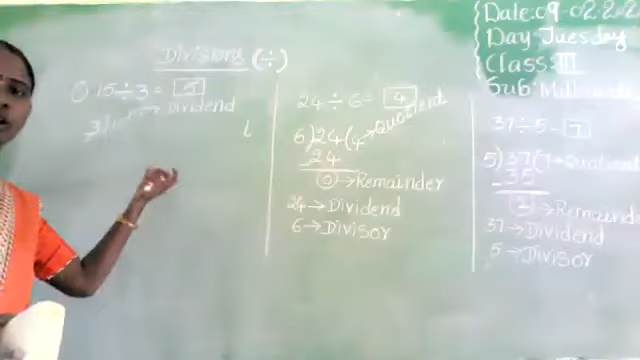 Divisions (÷)
① 15÷3= 5
Dividend
24÷6= 4
6)24(4→Quotient
-24
0→Remainder
24→Dividend
6→Divisor
Date:09-02-2
Day:Tuesday
Class:III
Sub:
37÷5- 7
5)37(7→Quotient
-35
2→Remainde
37→Dividend
5→Divisor